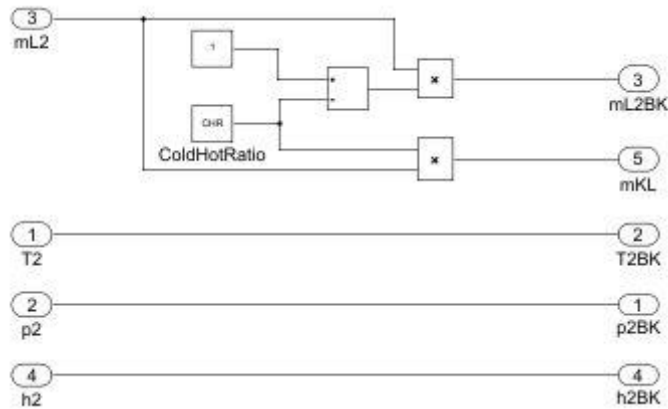 3
mL2
1
3
mL2BK
CHR
ColdHotRatio
5
mKL
1
T2
2
T2BK
2
p2
1
p2BK
4
h2
4
h2BK